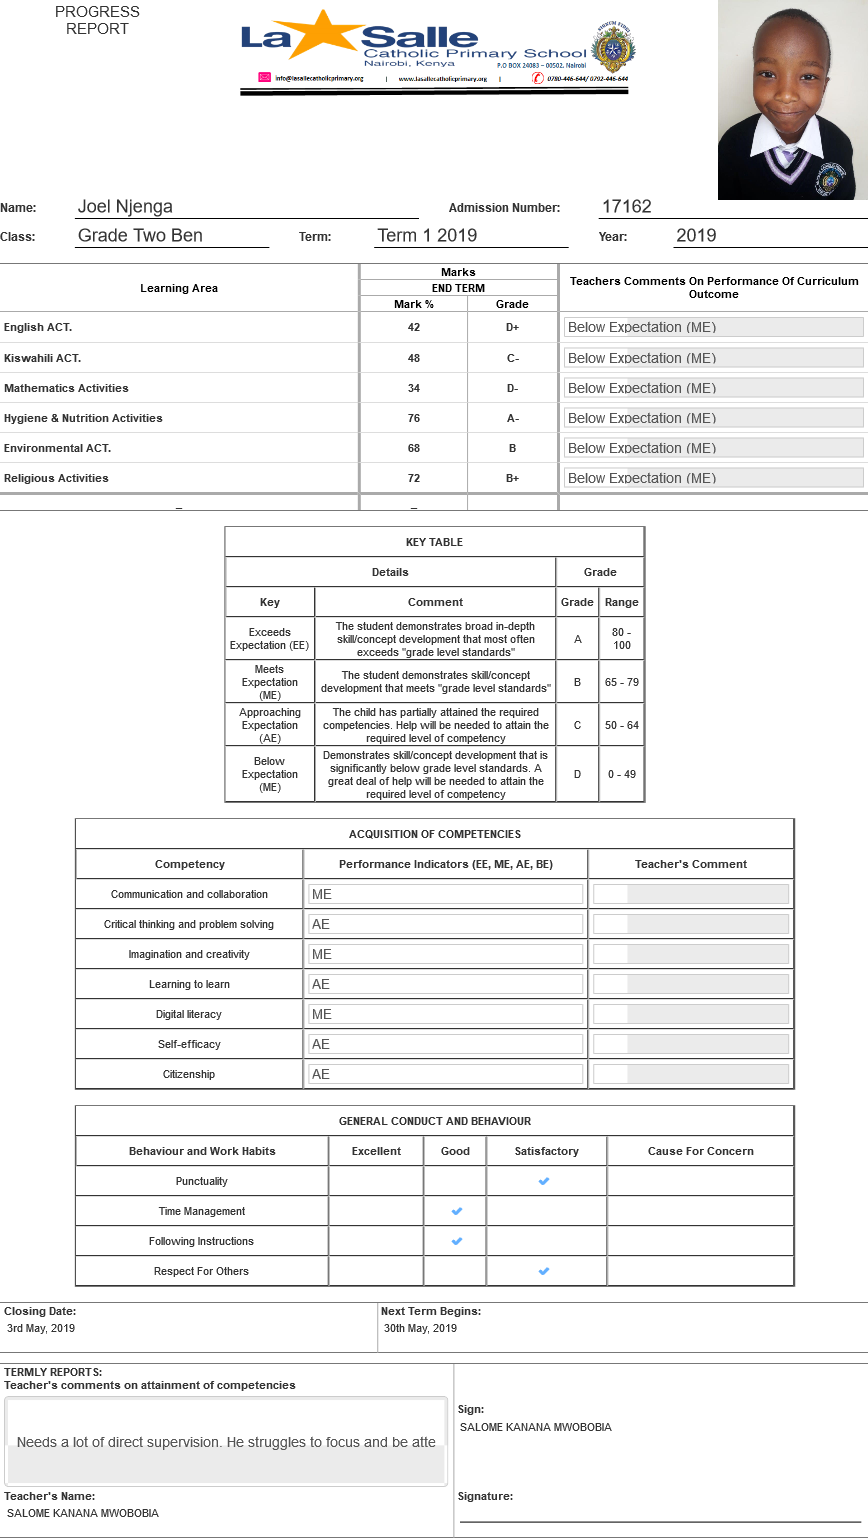 PROGRESS
REPORT
La Salle
Catholic Primary School
Nairobi, Kenya
P.O BOX 24083 – 00502, Nairobi
info@lasallecatholicprimary.org | www.lasallecatholicprimary.org | 0780-446-644/ 0792-446-644
Name: Joel Njenga Admission Number: 17162
Class: Grade Two Ben Term: Term 1 2019 Year: 2019
Learning Area Marks Teachers Comments On Performance Of Curriculum Outcome
END TERM
Mark % Grade
English ACT. 42 D+ Below Expectation (ME)
Kiswahili ACT. 48 C- Below Expectation (ME)
Mathematics Activities 34 D- Below Expectation (ME)
Hygiene & Nutrition Activities 76 A- Below Expectation (ME)
Environmental ACT. 68 B Below Expectation (ME)
Religious Activities 72 B+ Below Expectation (ME)
_ _
KEY TABLE
Details Grade
Key Comment Grade Range
Exceeds Expectation (EE) The student demonstrates broad in-depth skill/concept development that most often exceeds "grade level standards" A 80 - 100
Meets Expectation (ME) The student demonstrates skill/concept development that meets "grade level standards" B 65 - 79
Approaching Expectation (AE) The child has partially attained the required competencies. Help will be needed to attain the required level of competency C 50 - 64
Below Expectation (ME) Demonstrates skill/concept development that is significantly below grade level standards. A great deal of help will be needed to attain the required level of competency D 0 - 49
ACQUISITION OF COMPETENCIES
Competency Performance Indicators (EE, ME, AE, BE) Teacher's Comment
Communication and collaboration ME
Critical thinking and problem solving AE
Imagination and creativity ME
Learning to learn AE
Digital literacy ME
Self-efficacy AE
Citizenship AE
GENERAL CONDUCT AND BEHAVIOUR
Behaviour and Work Habits Excellent Good Satisfactory Cause For Concern
Punctuality
Time Management
Following Instructions
Respect For Others
Closing Date: Next Term Begins:
3rd May, 2019 30th May, 2019
TERMLY REPORTS:
Teacher's comments on attainment of competencies
Needs a lot of direct supervision. He struggles to focus and be atte
Sign:
SALOME KANANA MWOBOBIA
Teacher's Name: Signature:
SALOME KANANA MWOBOBIA